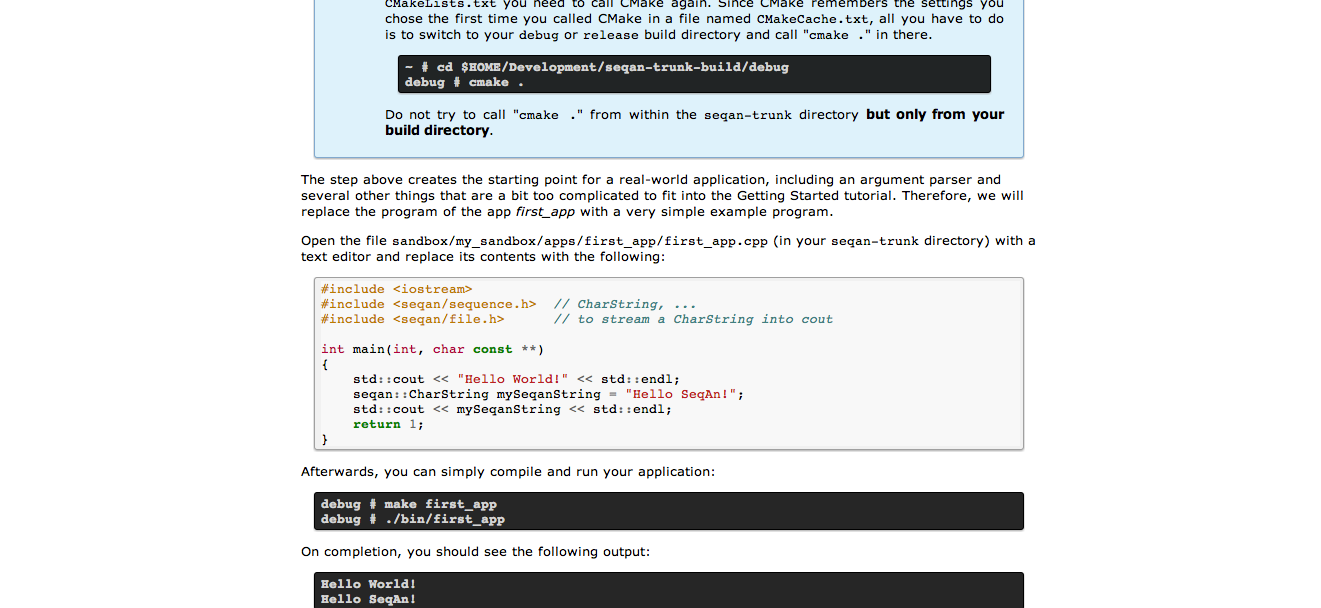 CMakeLists.txt you need to call CMake again. Since CMake remembers the settings you
chose the first time you called CMake in a file named CMakeCache.txt, all you have to do
is to switch to your debug or release build directory and call "cmake ." in there.
~ # cd $HOME/Development/seqan-trunk-build/debug
debug # cmake .
Do not try to call "cmake ." from within the seqan-trunk directory but only from your
build directory.
The step above creates the starting point for a real-world application, including an argument parser and
several other things that are a bit too complicated to fit into the Getting Started tutorial. Therefore, we will
replace the program of the app first_app with a very simple example program.
Open the file sandbox/my_sandbox/apps/first_app/first_app.cpp (in your seqan-trunk directory) with a
text editor and replace its contents with the following:
#include <iostream>
#include <seqan/sequence.h>  // CharString, ...
#include <seqan/file.h>      // to stream a CharString into cout
int main(int, char const **)
{
    std::cout << "Hello World!" << std::endl;
    seqan::CharString mySeqanString = "Hello SeqAn!";
    std::cout << mySeqanString << std::endl;
    return 1;
}
Afterwards, you can simply compile and run your application:
debug # make first_app
debug # ./bin/first_app
On completion, you should see the following output:
Hello World!
Hello SeqAn!